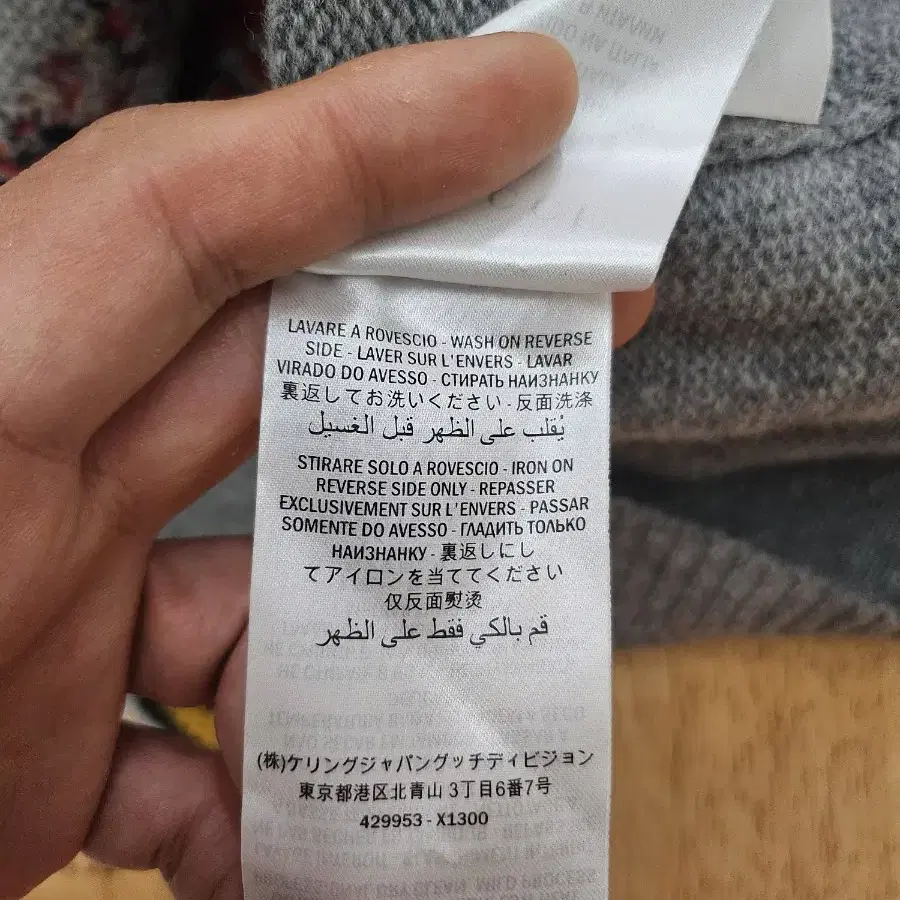 LAVARE A ROVESCIO - WASH ON REVERSE
SIDE - LAVER SUR L'ENVERS - LAVAR
VIRADO DO AVESSO - СТИРАТЬ НАИЗНАНКУ
裏返してお洗いください - 反面洗涤
يُقلب على الظهر قبل الغسيل
STIRARE SOLO A ROVESCIO - IRON ON
REVERSE SIDE ONLY - REPASSER
EXCLUSIVEMENT SUR L'ENVERS - PASSAR
SOMENTE DO AVESSO - ГЛАДИТЬ ТОЛЬКО
НАИЗНАНКУ - 裏返しにし
てアイロンを当ててください
仅反面熨烫
قم بالكي فقط على الظهر
(株)ケリングジャパングッチディビジョン
東京都港区北青山 3丁目6番7号
429953 - X1300